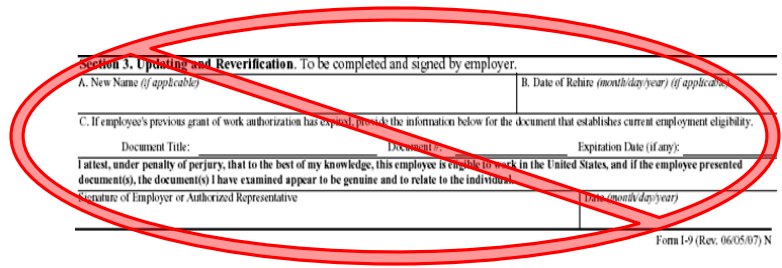 Section 3. Updating and Reverification. To be completed and signed by employer.
A. New Name (if applicable)
B. Date of Rehire (month/day/year) (if applicable)
C. If employee's previous grant of work authorization has expired, provide the information below for the document that establishes current employment eligibility.
Document Title: Document #: Expiration Date (if any):
I attest, under penalty of perjury, that to the best of my knowledge, this employee is eligible to work in the United States, and if the employee presented
document(s), the document(s) I have examined appear to be genuine and to relate to the individual.
Signature of Employer or Authorized Representative
Date (month/day/year)
Form I-9 (Rev. 06/05/07) N